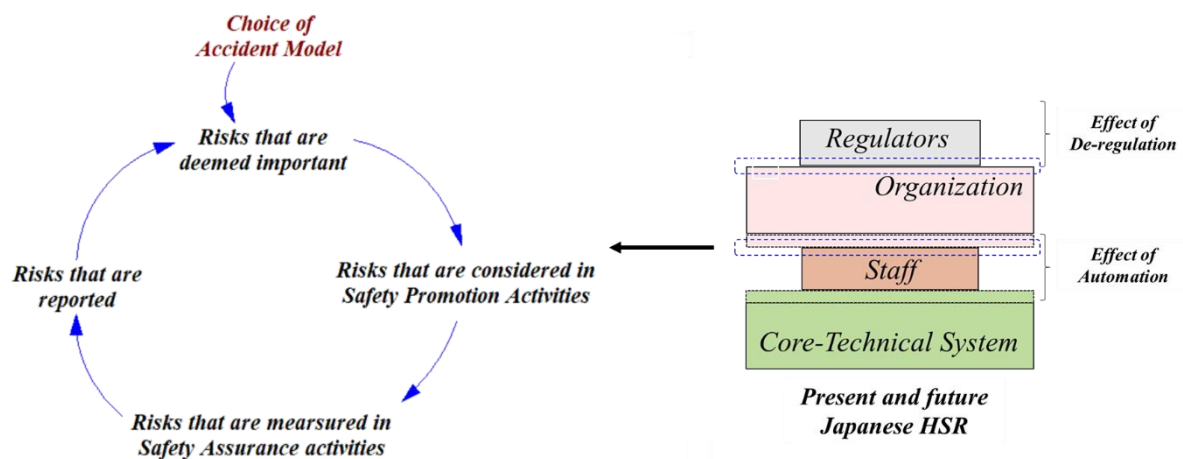 Choice of
Accident Model
Risks that are
deemed important
Risks that are considered in
Safety Promotion Activities
Risks that are mearsured in
Safety Assurance activities
Risks that are
reported
Regulators
Organization
Staff
Core-Technical System
Effect of
De-regulation
Effect of
Automation
Present and future
Japanese HSR